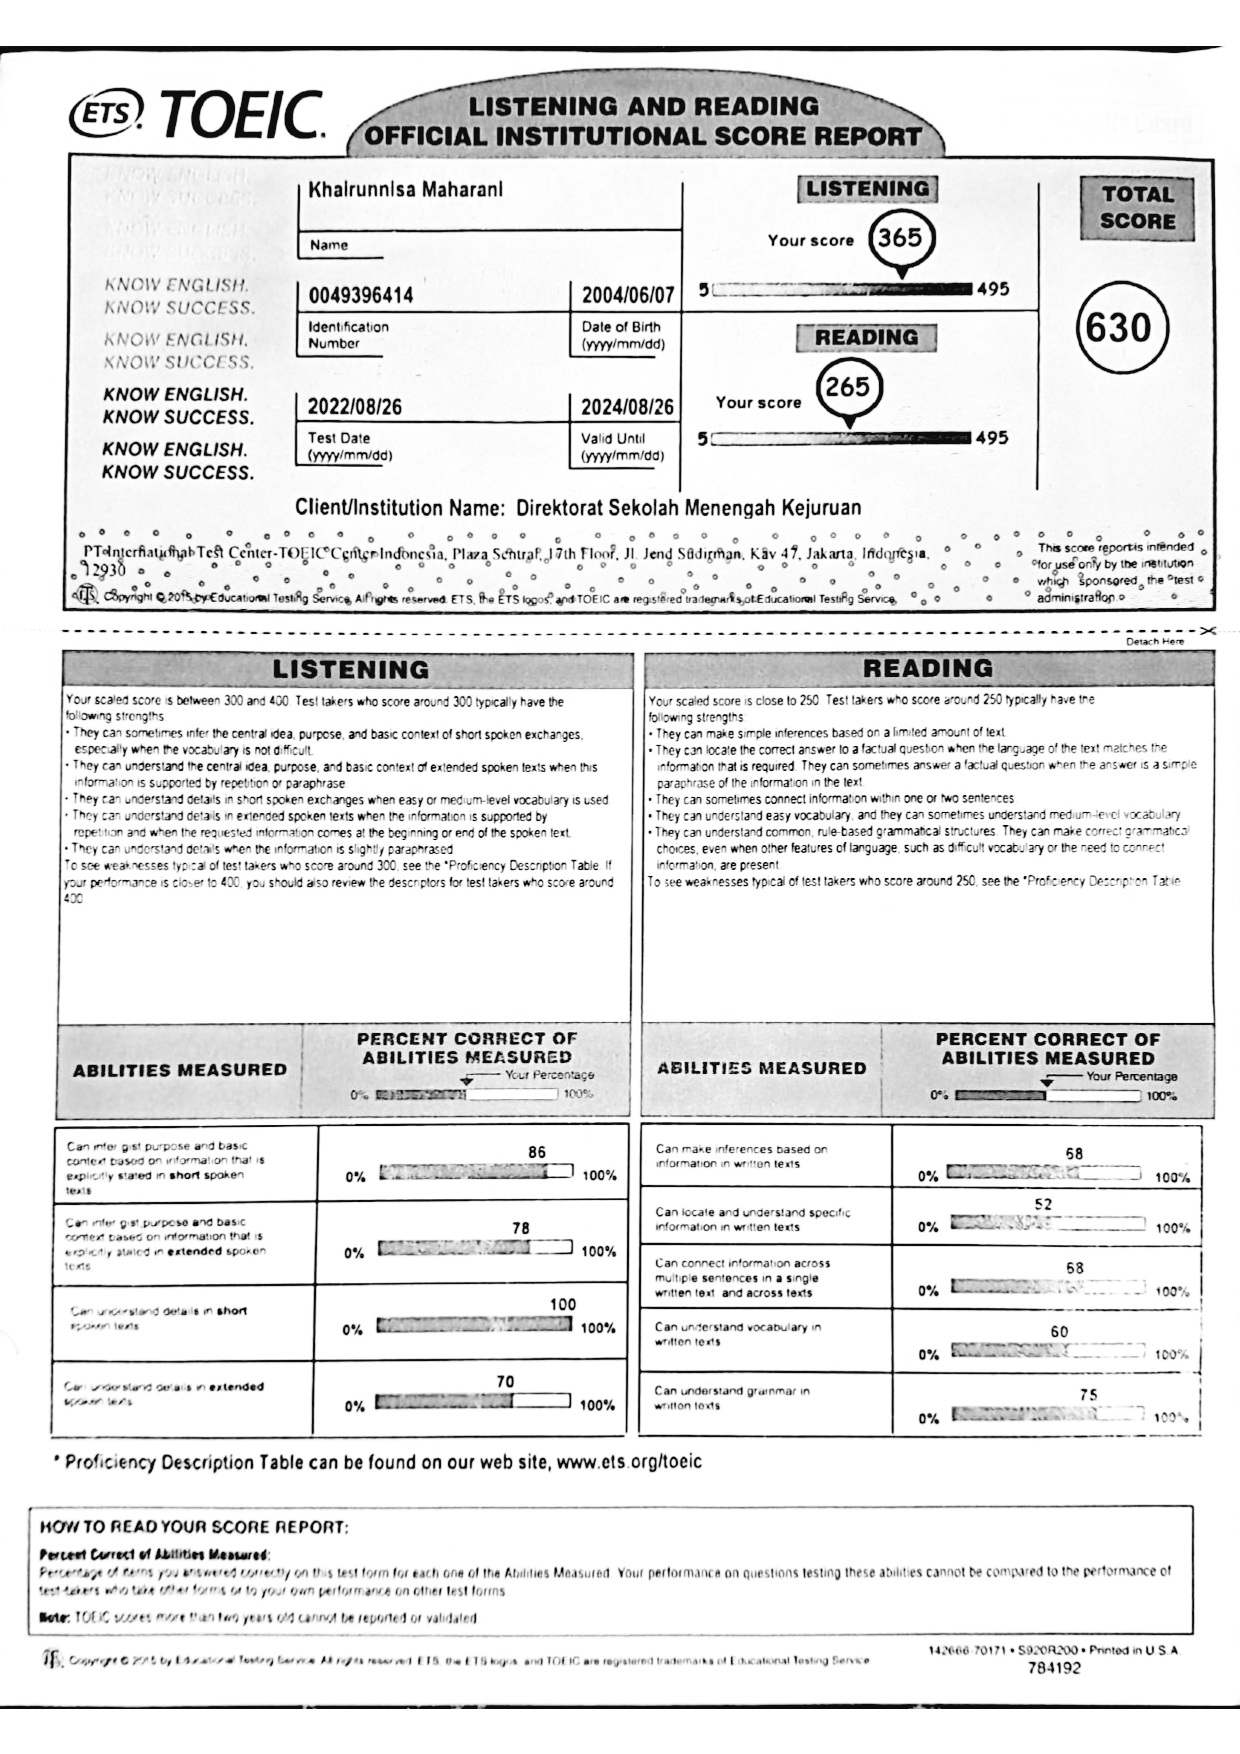 ETS. TOEIC.
LISTENING AND READING
OFFICIAL INSTITUTIONAL SCORE REPORT
KNOW ENGLISH.
KNOW SUCCESS.
KNOW ENGLISH.
KNOW SUCCESS.
KNOW ENGLISH.
KNOW SUCCESS.
KNOW ENGLISH.
KNOW SUCCESS.
Khairunnisa Maharani
Name
0049396414
Identification
Number
2004/06/07
Date of Birth
(yyyy/mm/dd)
2022/08/26
Test Date
(yyyy/mm/dd)
2024/08/26
Valid Until
(yyyy/mm/dd)
LISTENING
Your score 365
5 495
READING
Your score 265
5 495
TOTAL
SCORE
630
Client/Institution Name: Direktorat Sekolah Menengah Kejuruan
Test Center-TOEIC Center Indonesia, Plaza Sentral, 17th Floor, Jl. Jend Sudirman, Kav 47, Jakarta, Indonesia,
12930
Copyright © 2015 by Educational Testing Service. All rights reserved. ETS, the ETS logos, and TOEIC are registered trademarks of Educational Testing Service.
This score report is intended
for use only by the institution
which sponsored the test
administration.
Detach Here
LISTENING
Your scaled score is between 300 and 400. Test takers who score around 300 typically have the
following strengths
• They can sometimes infer the central idea, purpose, and basic context of short spoken exchanges,
especially when the vocabulary is not difficult.
• They can understand the central idea, purpose, and basic context of extended spoken texts when this
information is supported by repetition or paraphrase
• They can understand details in short spoken exchanges when easy or medium-level vocabulary is used.
• They can understand details in extended spoken texts when the information is supported by
repetition and when the requested information comes at the beginning or end of the spoken text.
• They can understand details when the information is slightly paraphrased
To see weaknesses typical of test takers who score around 300, see the *Proficiency Description Table. If
your performance is closer to 400, you should also review the descriptors for test takers who score around
400
READING
Your scaled score is close to 250. Test takers who score around 250 typically have the
following strengths:
• They can make simple inferences based on a limited amount of text
• They can locate the correct answer to a factual question when the language of the text matches the
information that is required. They can sometimes answer a factual question when the answer is a simple
paraphrase of the information in the text
• They can sometimes connect information within one or two sentences
• They can understand easy vocabulary, and they can sometimes understand medium-level vocabulary
• They can understand common, rule-based grammatical structures. They can make correct grammatical
choices, even when other features of language, such as difficult vocabulary or the need to connect
information, are present.
To see weaknesses typical of test takers who score around 250, see the *Proficiency Description Table
ABILITIES MEASURED
PERCENT CORRECT OF
ABILITIES MEASURED
Your Percentage
0% 100%
Can infer gist purpose and basic
context based on information that is
explicitly stated in short spoken
texts
86
0% 100%
Can infer gist purpose and basic
context based on information that is
explicitly stated in extended spoken
texts
78
0% 100%
Can understand details in short
spoken texts
100
0% 100%
Can understand details in extended
spoken texts
70
0% 100%
ABILITIES MEASURED
PERCENT CORRECT OF
ABILITIES MEASURED
Your Percentage
0% 100%
Can make inferences based on
information in written texts
68
0% 100%
Can locate and understand specific
information in written texts
52
0% 100%
Can connect information across
multiple sentences in a single
written text and across texts
68
0% 100%
Can understand vocabulary in
written texts
60
0% 100%
Can understand grammar in
written texts
75
0% 100%
* Proficiency Description Table can be found on our web site, www.ets.org/toeic
HOW TO READ YOUR SCORE REPORT:
Percent Correct of Abilities Measured:
Percentage of items you answered correctly on this test form for each one of the Abilities Measured. Your performance on questions testing these abilities cannot be compared to the performance of
test-takers who take other forms or to your own performance on other test forms
Note: TOEIC scores more than two years old cannot be reported or validated
Copyright © 2015 by Educational Testing Service. All rights reserved. ETS, the ETS logos, and TOEIC are registered trademarks of Educational Testing Service
142666-70171 • S920R200 • Printed in U.S.A.
784192